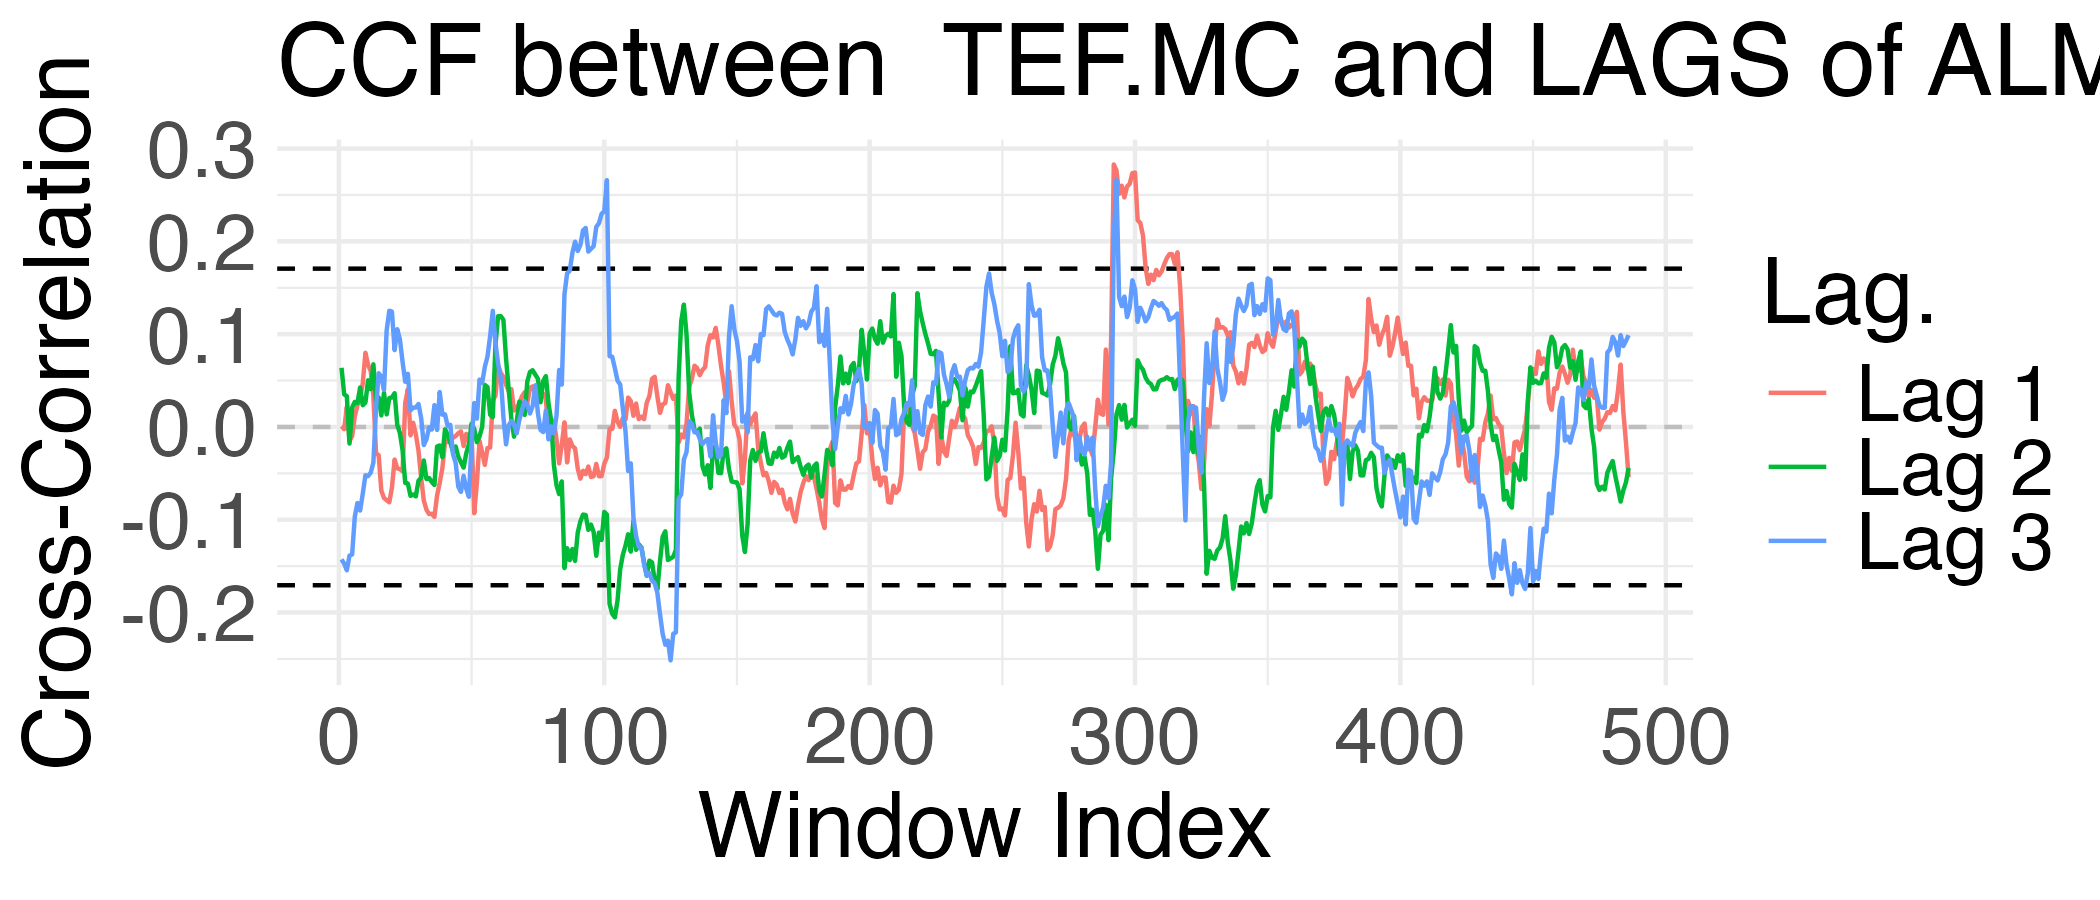 CCF between  TEF.MC and LAGS of ALM
Cross-Correlation
0.3
0.2
0.1
0.0
-0.1
-0.2
0 100 200 300 400 500
Window Index
Lag.
Lag 1
Lag 2
Lag 3